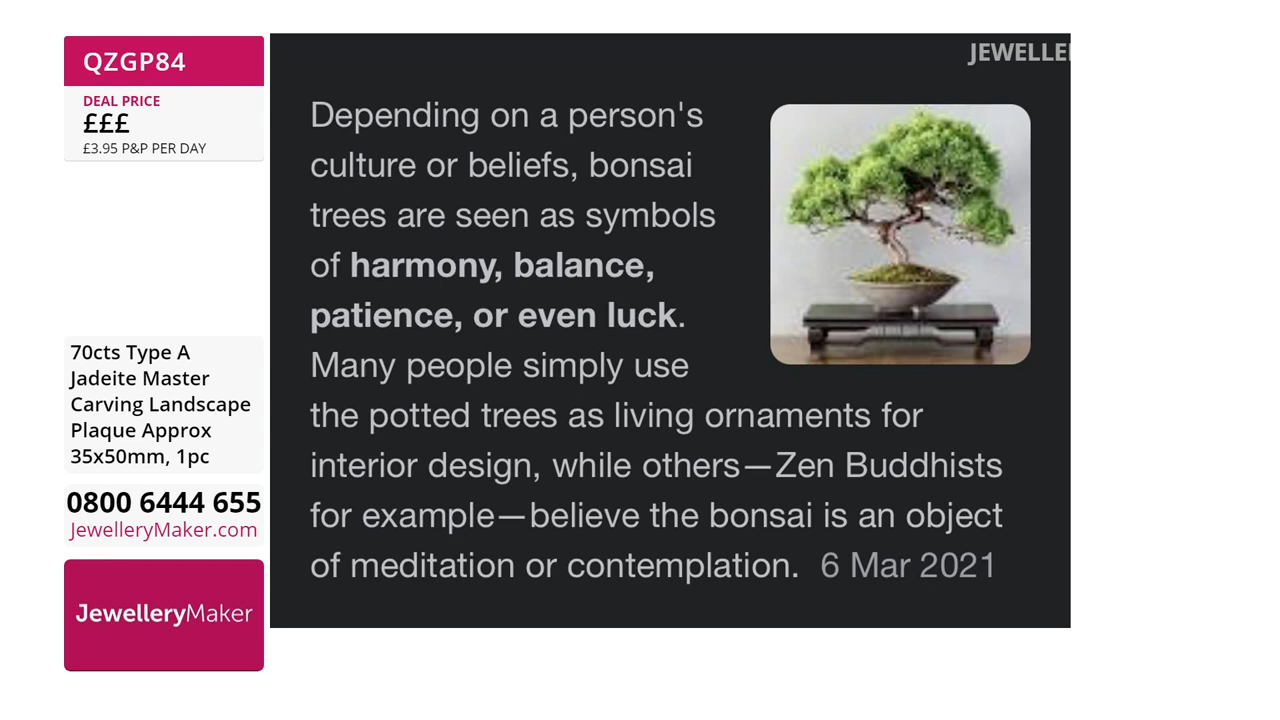 QZGP84
DEAL PRICE
£££
£3.95 P&P PER DAY
70cts Type A
Jadeite Master
Carving Landscape
Plaque Approx
35x50mm, 1pc
0800 6444 655
JewelleryMaker.com
JewelleryMaker
JEWELLE
Depending on a person's
culture or beliefs, bonsai
trees are seen as symbols
of harmony, balance,
patience, or even luck.
Many people simply use
the potted trees as living ornaments for
interior design, while others—Zen Buddhists
for example—believe the bonsai is an object
of meditation or contemplation. 6 Mar 2021